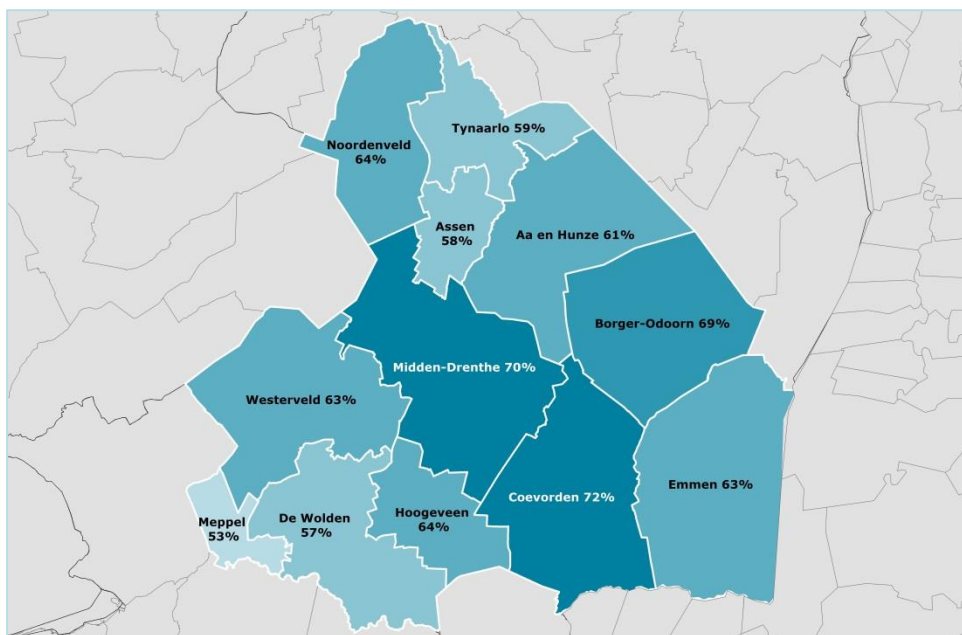 Tynaarlo 59%
Noordenveld
64%
Assen
58%
Aa en Hunze 61%
Borger-Odoorn 69%
Midden-Drenthe 70%
Westerveld 63%
Emmen 63%
Coevorden 72%
Hoogeveen
64%
De Wolden
57%
Meppel
53%